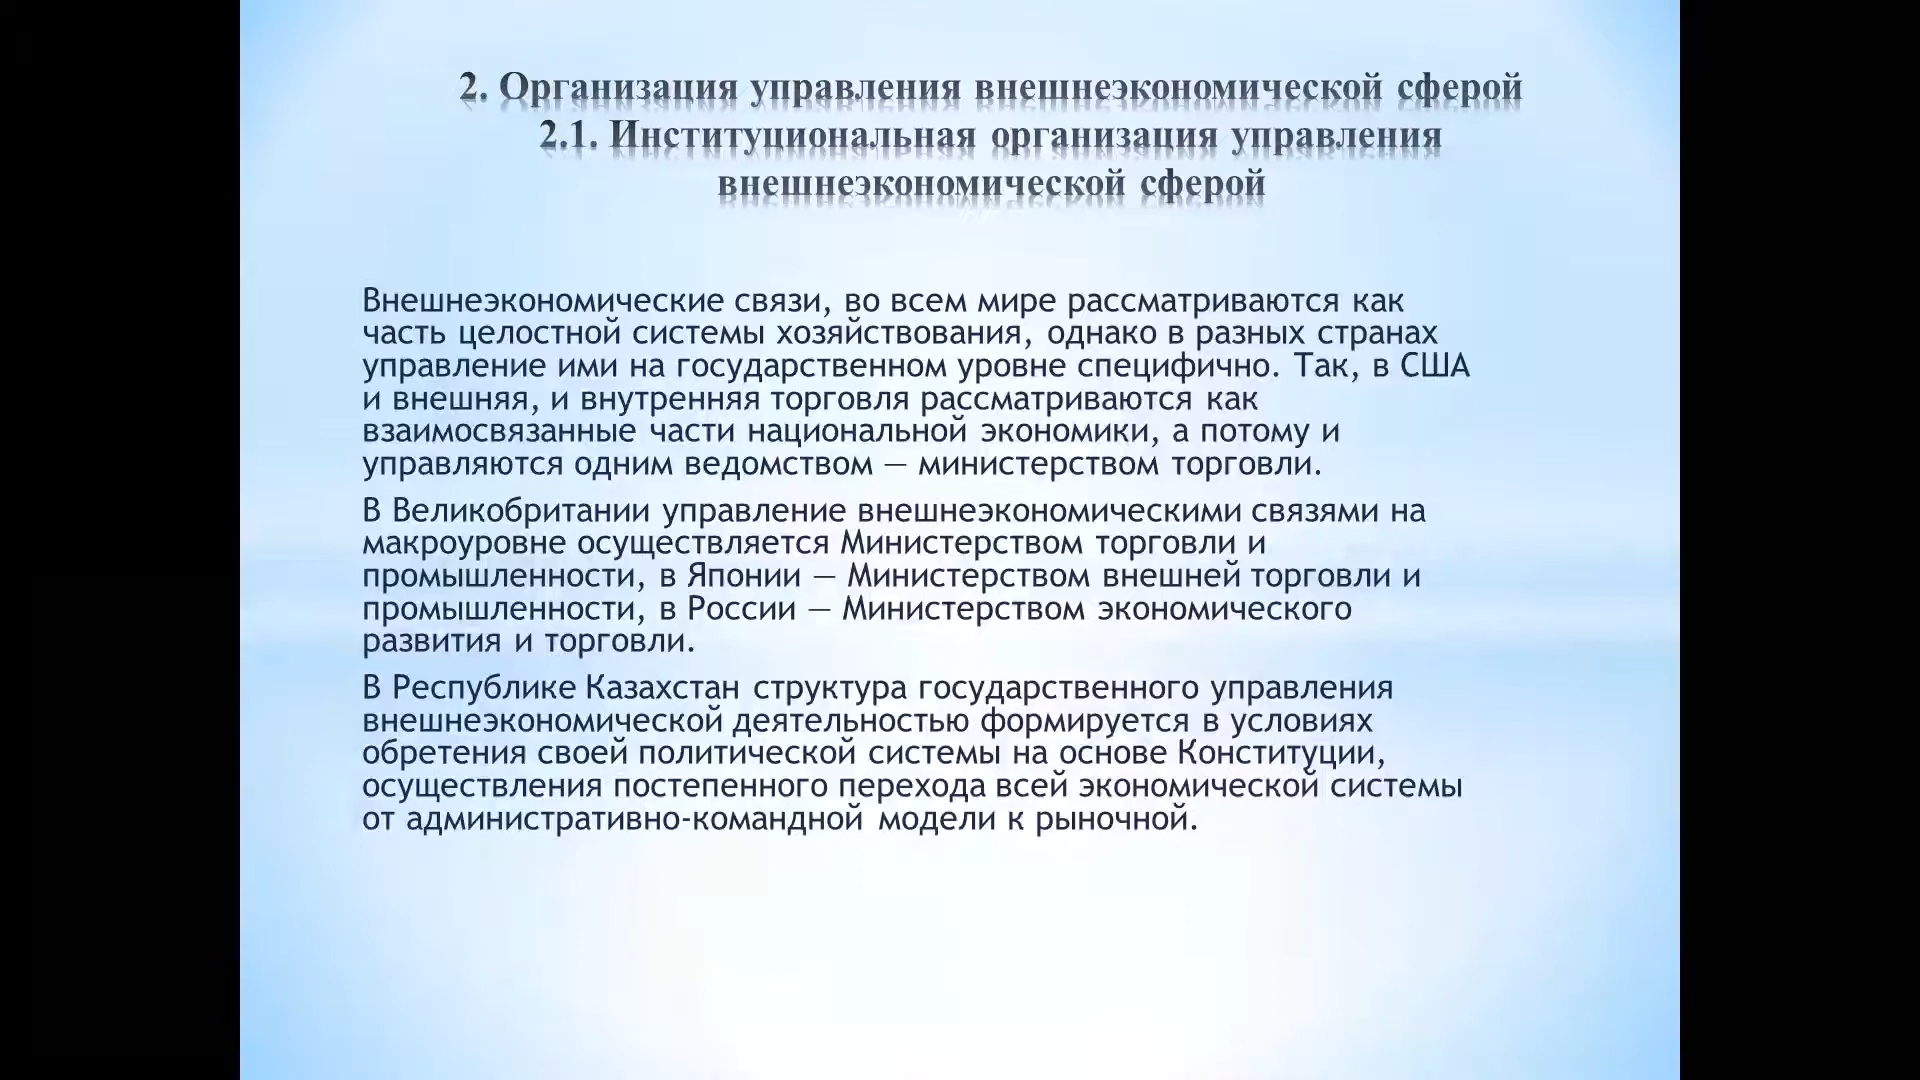 2. Организация управления внешнеэкономической сферой
2.1. Институциональная организация управления
внешнеэкономической сферой
Внешнеэкономические связи, во всем мире рассматриваются как
часть целостной системы хозяйствования, однако в разных странах
управление ими на государственном уровне специфично. Так, в США
и внешняя, и внутренняя торговля рассматриваются как
взаимосвязанные части национальной экономики, а потому и
управляются одним ведомством — министерством торговли.
В Великобритании управление внешнеэкономическими связями на
макроуровне осуществляется Министерством торговли и
промышленности, в Японии — Министерством внешней торговли и
промышленности, в России — Министерством экономического
развития и торговли.
В Республике Казахстан структура государственного управления
внешнеэкономической деятельностью формируется в условиях
обретения своей политической системы на основе Конституции,
осуществления постепенного перехода всей экономической системы
от административно-командной модели к рыночной.